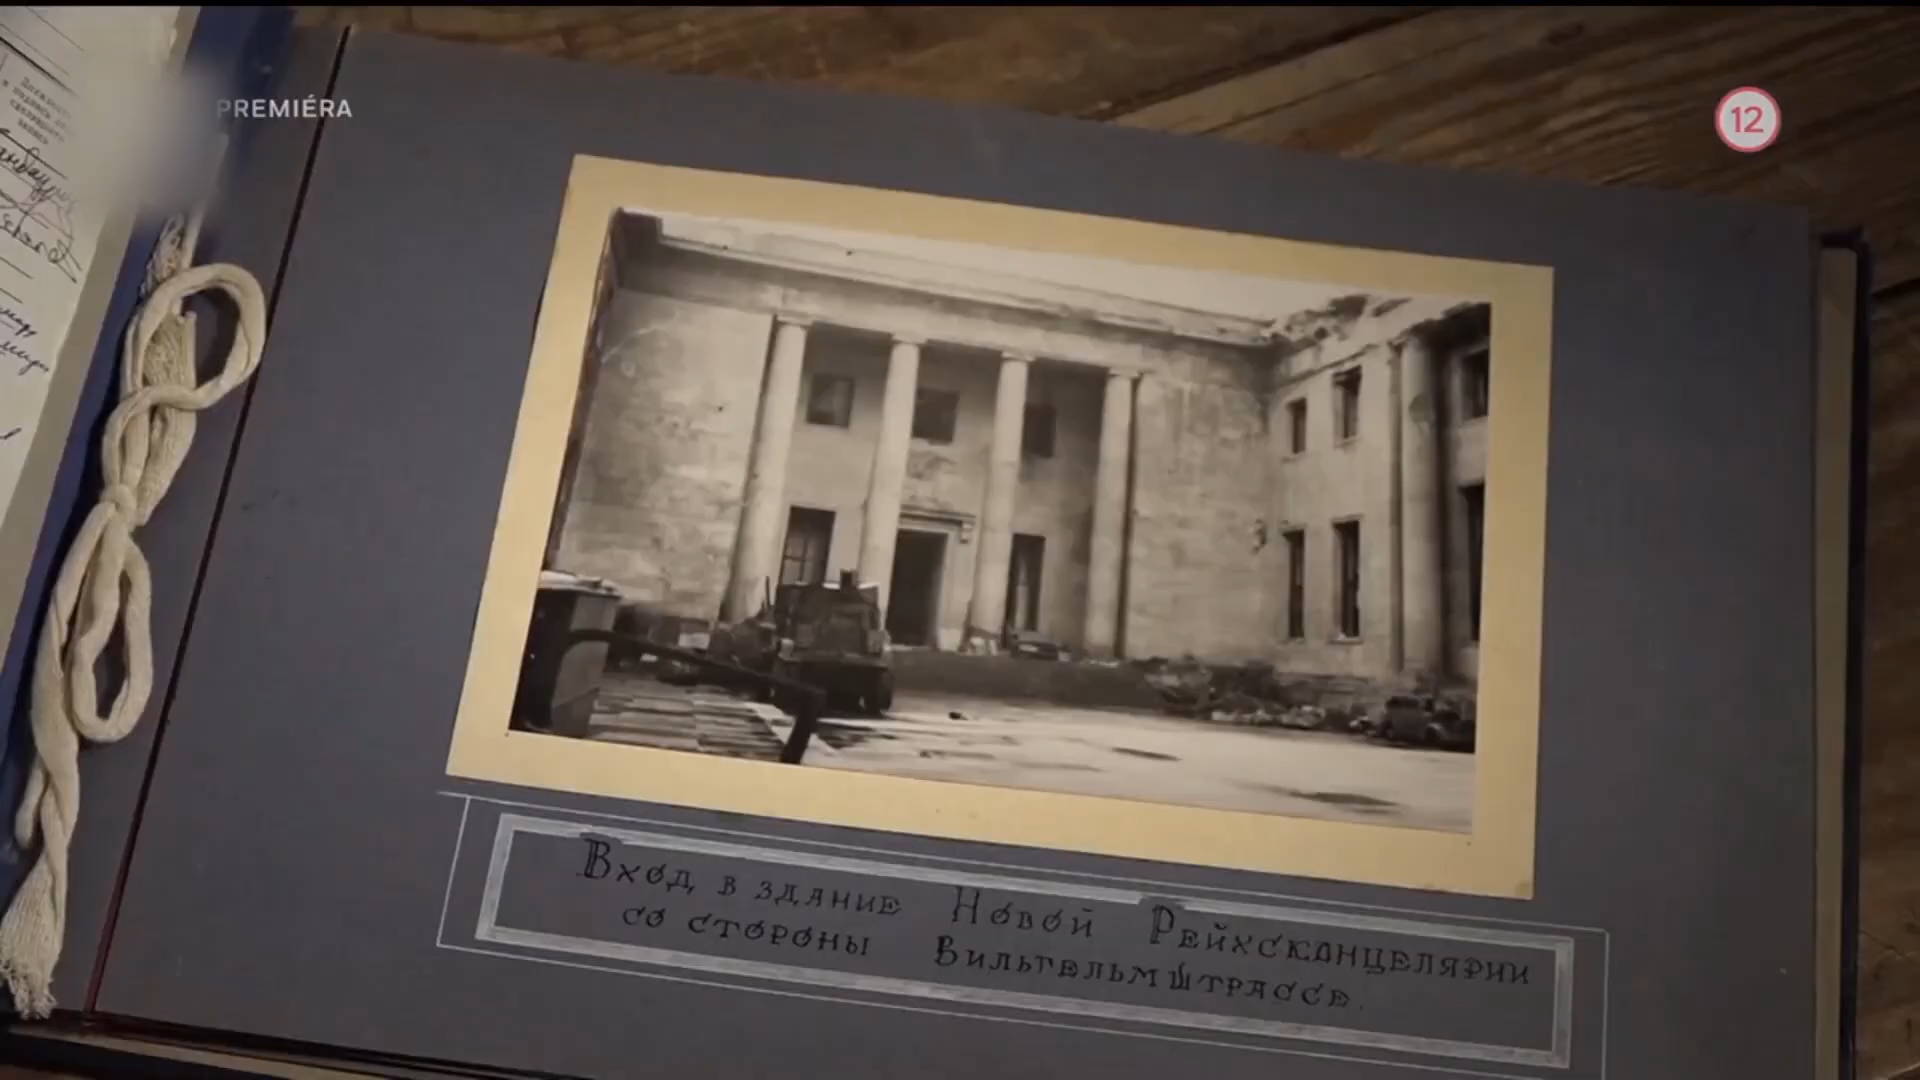 PREMIÉRA
12
Вход в здание Новой Рейхсканцелярии
со стороны Вильгельмштрассе.